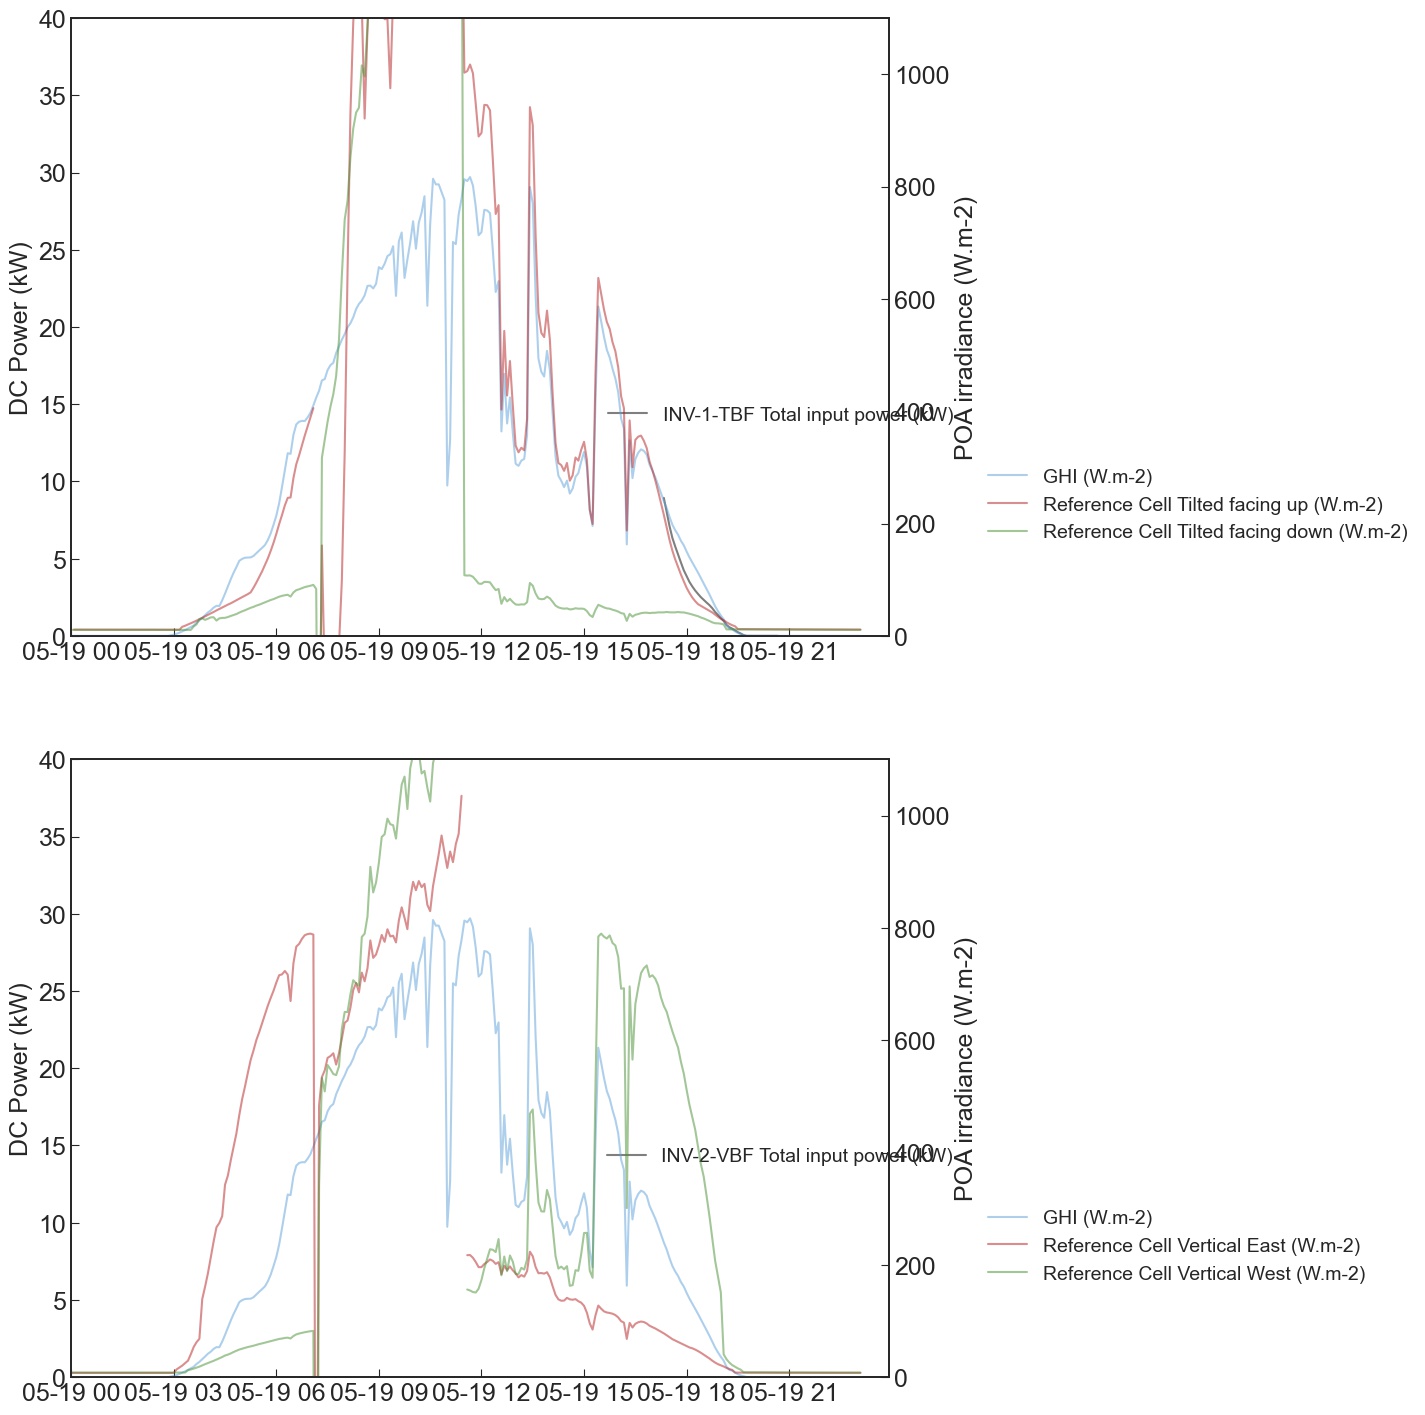 40
35
30
25
20
15
10
5
0
DC Power (kW)
1000
800
600
400
200
0
POA irradiance (W.m-2)
INV-1-TBF Total input power (kW)
GHI (W.m-2)
Reference Cell Tilted facing up (W.m-2)
Reference Cell Tilted facing down (W.m-2)
05-19 00 05-19 03 05-19 06 05-19 09 05-19 12 05-19 15 05-19 18 05-19 21
40
35
30
25
20
15
10
5
0
DC Power (kW)
1000
800
600
400
200
0
POA irradiance (W.m-2)
INV-2-VBF Total input power (kW)
GHI (W.m-2)
Reference Cell Vertical East (W.m-2)
Reference Cell Vertical West (W.m-2)
05-19 00 05-19 03 05-19 06 05-19 09 05-19 12 05-19 15 05-19 18 05-19 21